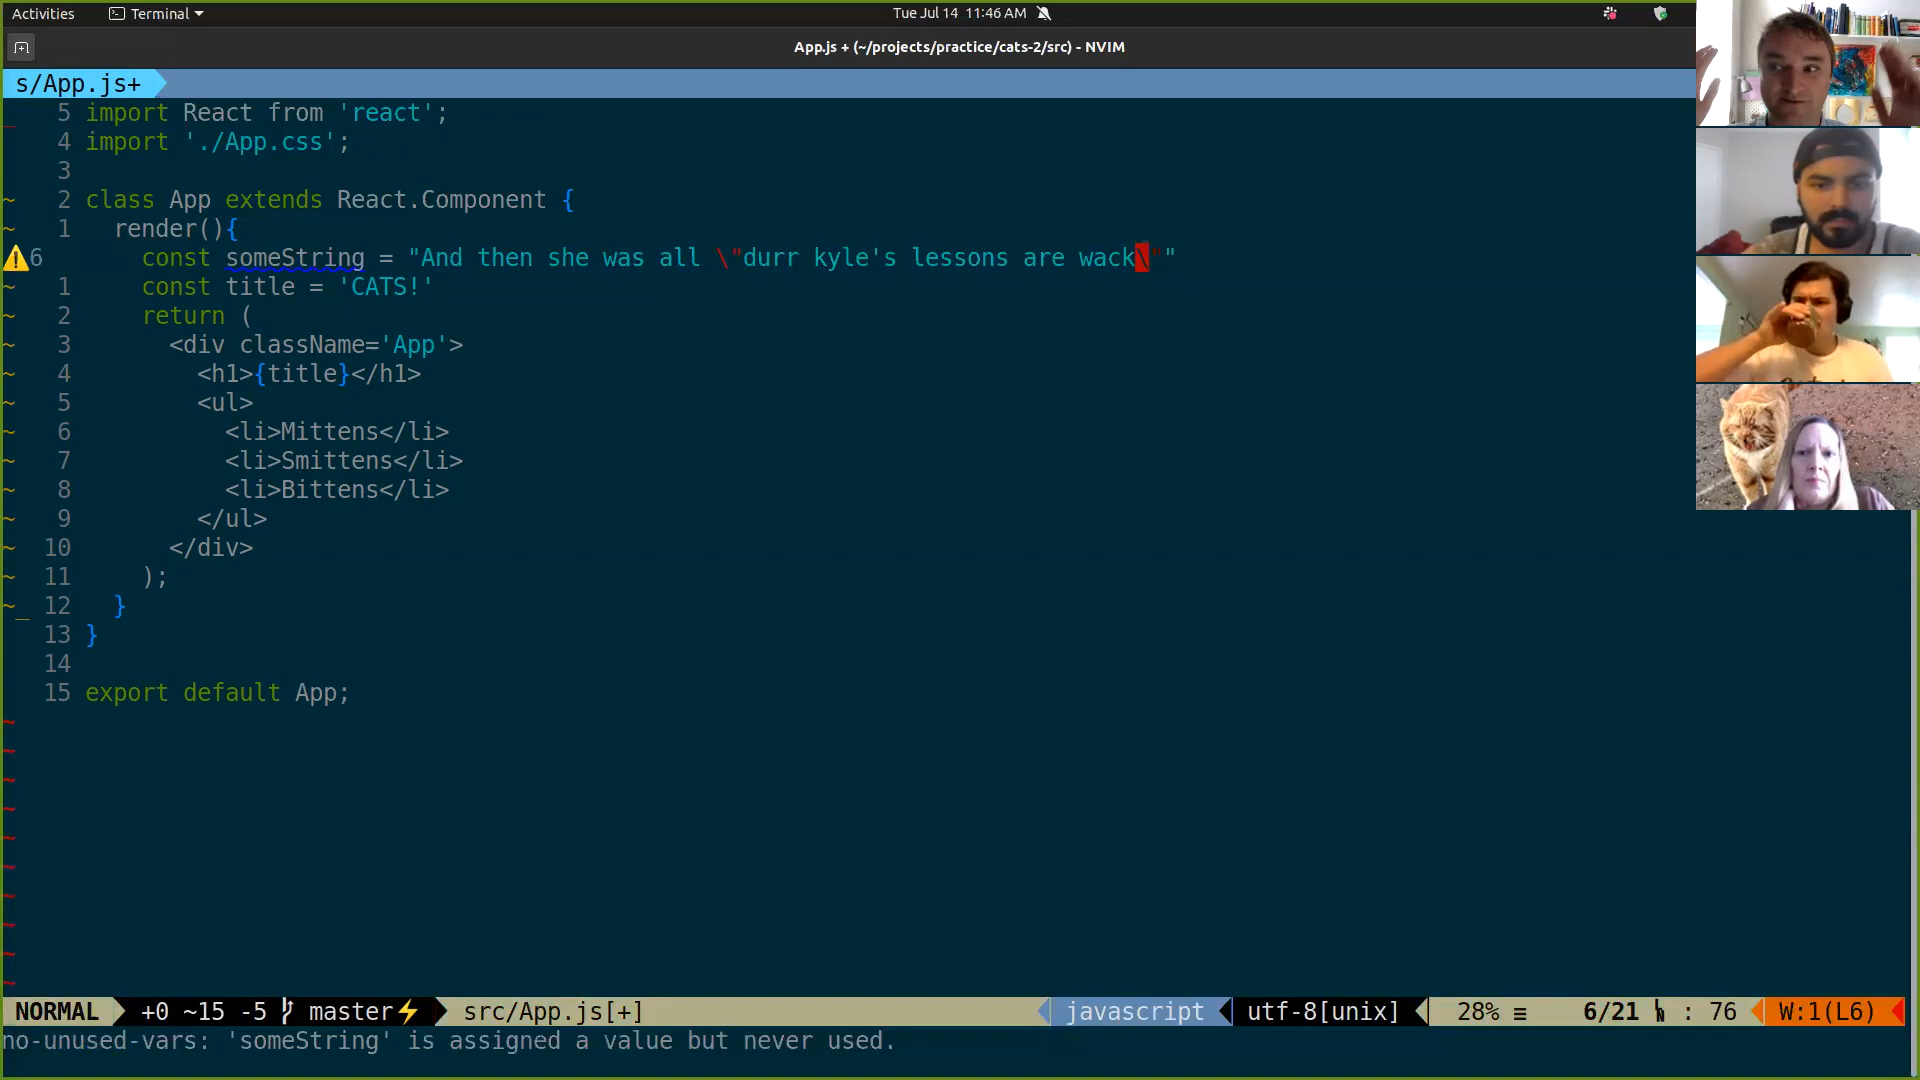 Activities Terminal Tue Jul 14 11:46 AM
App.js + (~/projects/practice/cats-2/src) - NVIM
s/App.js+
5 import React from 'react';
4 import './App.css';
3
~ 2 class App extends React.Component {
~ 1 render(){
6 const someString = "And then she was all \"durr kyle's lessons are wack\""
~ 1 const title = 'CATS!'
~ 2 return (
~ 3 <div className='App'>
~ 4 <h1>{title}</h1>
~ 5 <ul>
~ 6 <li>Mittens</li>
~ 7 <li>Smittens</li>
~ 8 <li>Bittens</li>
~ 9 </ul>
~ 10 </div>
~ 11 );
~_ 12 }
13 }
14
15 export default App;
~
~
~
~
~
~
~
~
~
~
NORMAL +0 ~15 -5 master⚡ src/App.js[+] javascript utf-8[unix] 28% ≡ 6/21 : 76 W:1(L6)
no-unused-vars: 'someString' is assigned a value but never used.